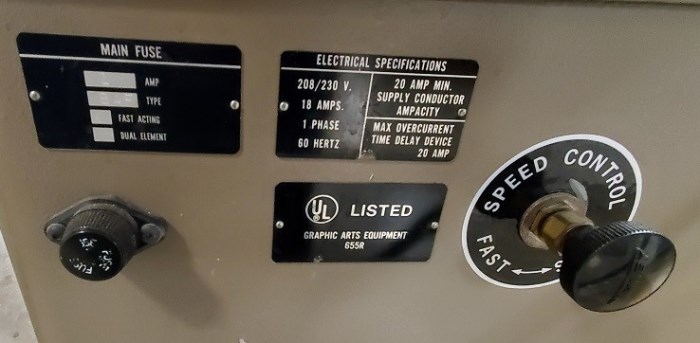 MAIN FUSE
AMP
TYPE
FAST ACTING
DUAL ELEMENT
ELECTRICAL SPECIFICATIONS
208/230 V.
18 AMPS.
1 PHASE
60 HERTZ
20 AMP MIN.
SUPPLY CONDUCTOR
AMPACITY
MAX OVERCURRENT
TIME DELAY DEVICE
20 AMP
UL
® LISTED
GRAPHIC ARTS EQUIPMENT
655R
SPEED CONTROL
FAST
FUSE